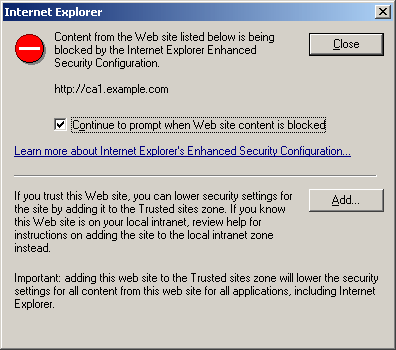 Internet Explorer
Content from the Web site listed below is being
blocked by the Internet Explorer Enhanced
Security Configuration.
Close
http://ca1.example.com
Continue to prompt when Web site content is blocked
Learn more about Internet Explorer's Enhanced Security Configuration...
If you trust this Web site, you can lower security settings for
the site by adding it to the Trusted sites zone. If you know
this Web site is on your local intranet, review help for
instructions on adding the site to the local intranet zone
instead.
Add...
Important: adding this web site to the Trusted sites zone will lower the security
settings for all content from this web site for all applications, including Internet
Explorer.